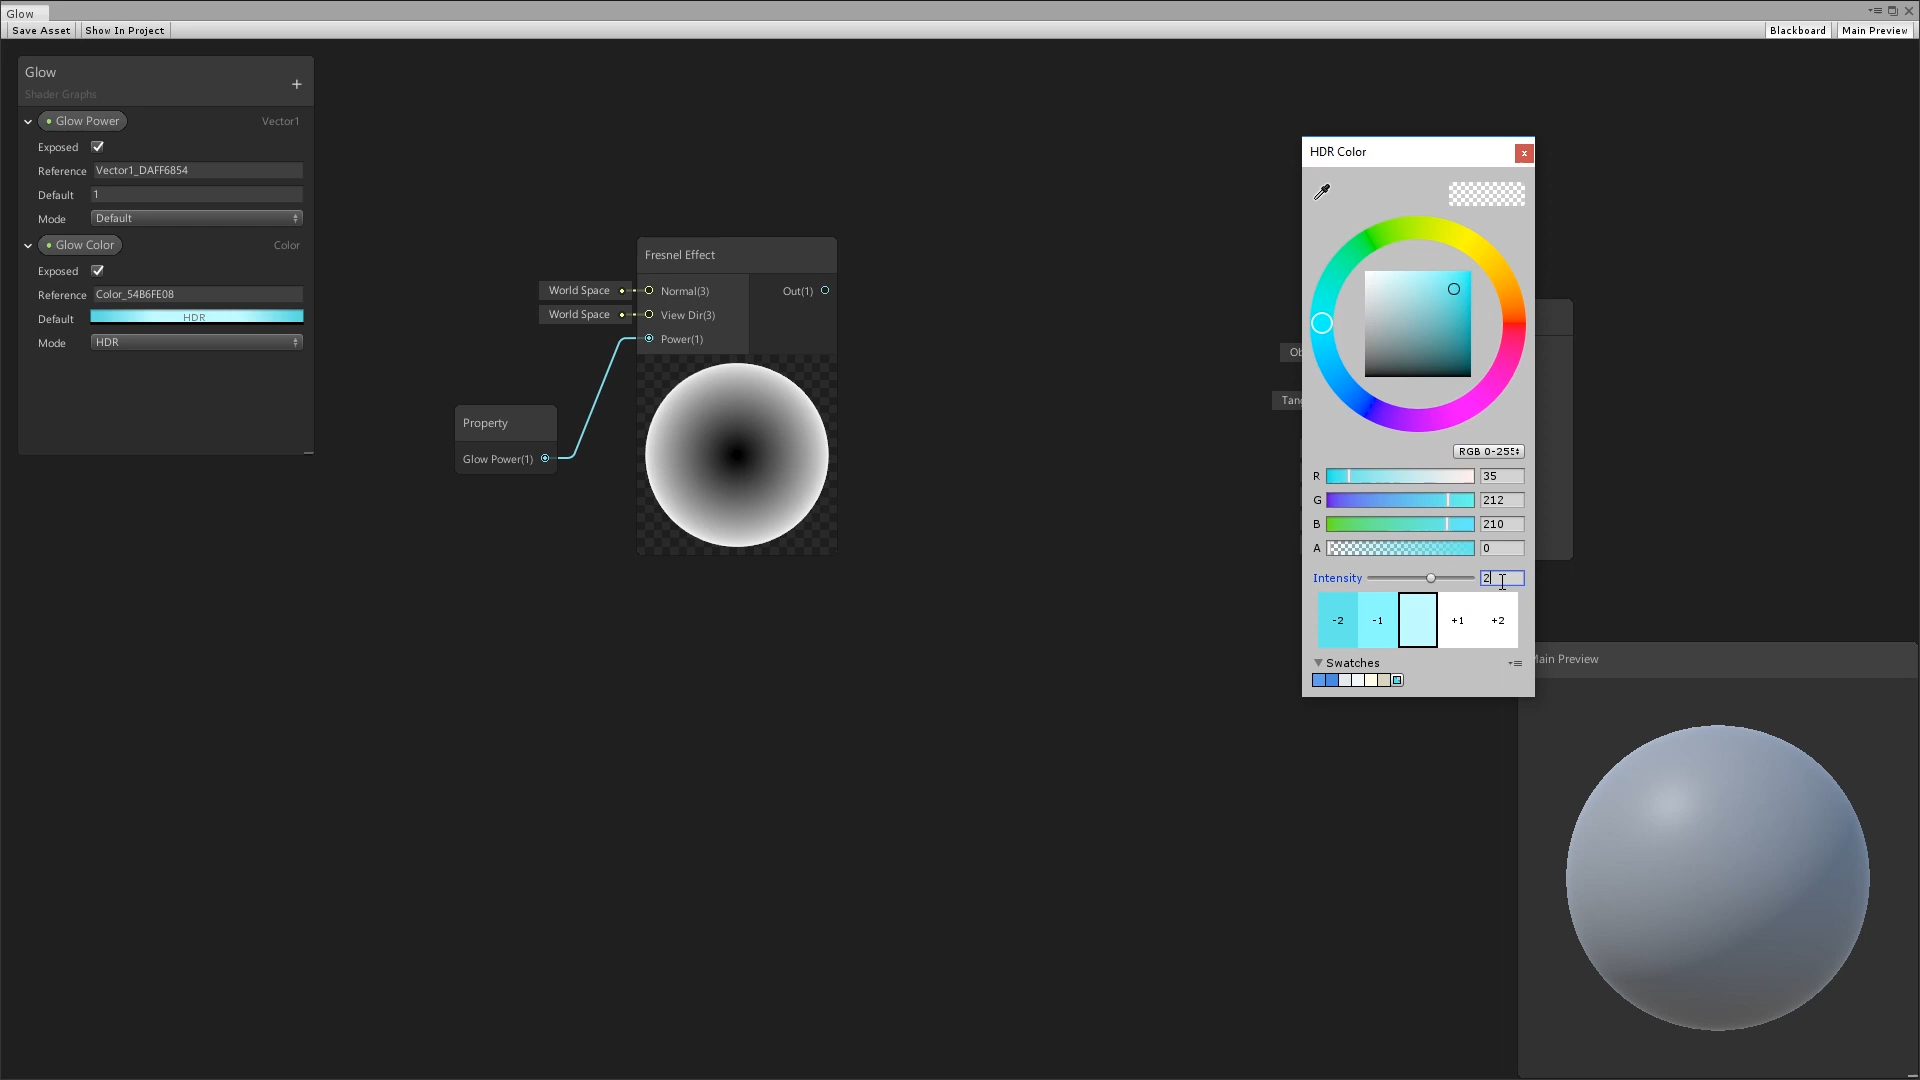 Glow
Save Asset
Show In Project
Blackboard
Main Preview
Glow
Shader Graphs
+
Glow Power
Vector1
Exposed
Reference
Vector1_DAFF6854
Default
1
Mode
Default
Glow Color
Color
Exposed
Reference
Color_54B6FE08
Default
HDR
Mode
HDR
Property
Glow Power(1)
Fresnel Effect
World Space
Normal(3)
Out(1)
World Space
View Dir(3)
Power(1)
Ob
Tang
HDR Color
x
RGB 0-255
R
35
G
212
B
210
A
0
Intensity
2
-2
-1
+1
+2
Swatches
Main Preview